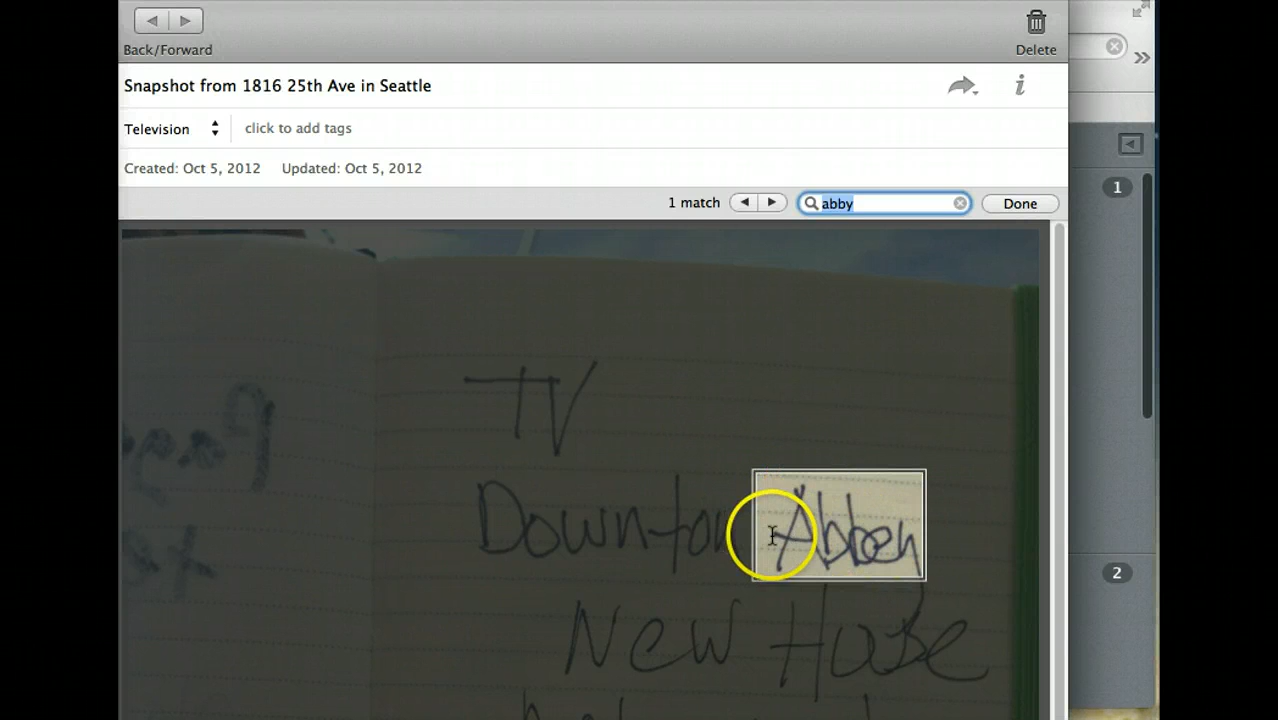 Back/Forward
Delete
Snapshot from 1816 25th Ave in Seattle
Television
click to add tags
Created: Oct 5, 2012 Updated: Oct 5, 2012
1 match
abby
Done
1
TV
Downton Abbey
2
New